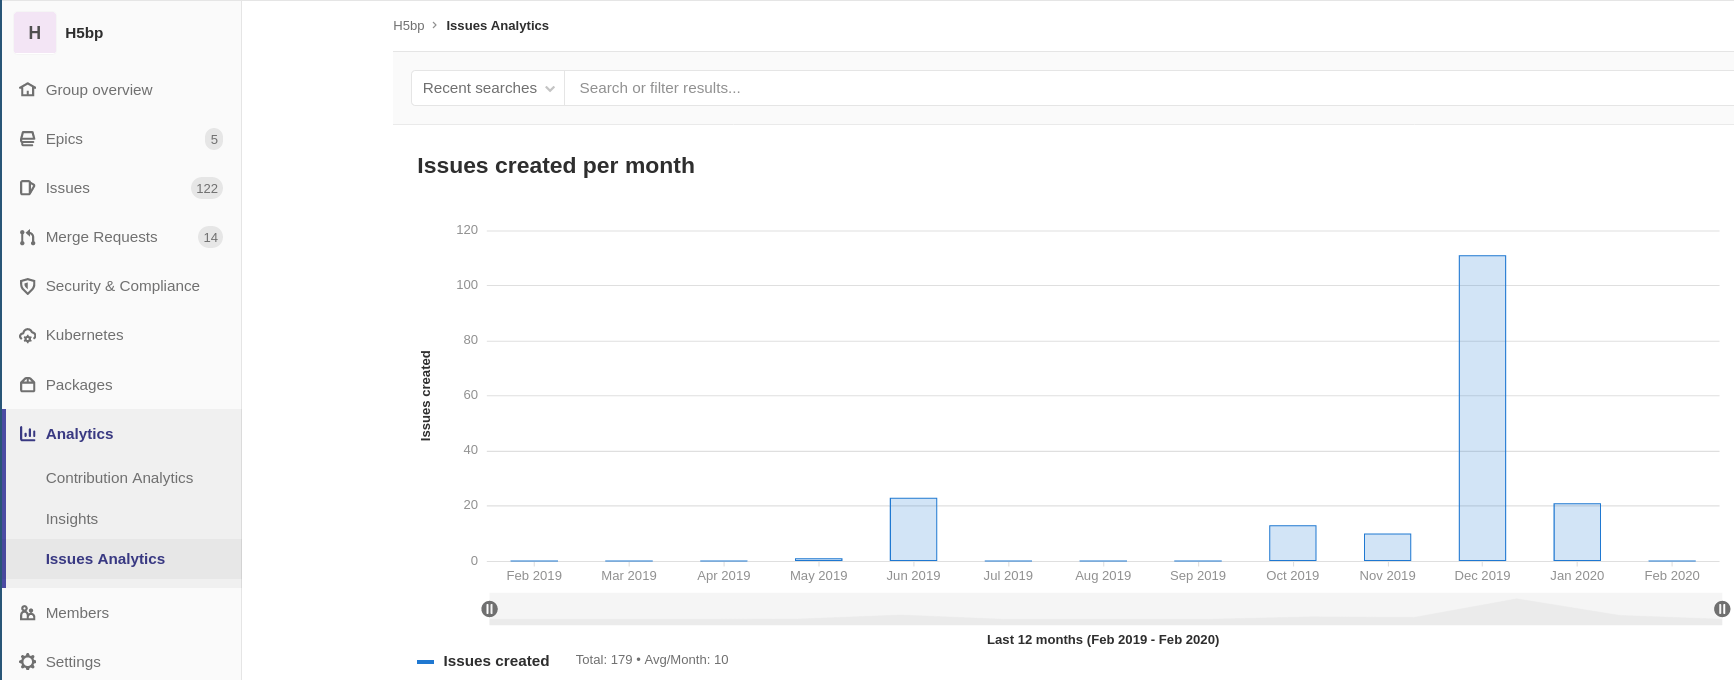 H H5bp
Group overview
Epics 5
Issues 122
Merge Requests 14
Security & Compliance
Kubernetes
Packages
Analytics
Contribution Analytics
Insights
Issues Analytics
Members
Settings
H5bp > Issues Analytics
Recent searches Search or filter results...
Issues created per month
Issues created
120
100
80
60
40
20
0
Feb 2019 Mar 2019 Apr 2019 May 2019 Jun 2019 Jul 2019 Aug 2019 Sep 2019 Oct 2019 Nov 2019 Dec 2019 Jan 2020 Feb 2020
Last 12 months (Feb 2019 - Feb 2020)
Issues created Total: 179 • Avg/Month: 10